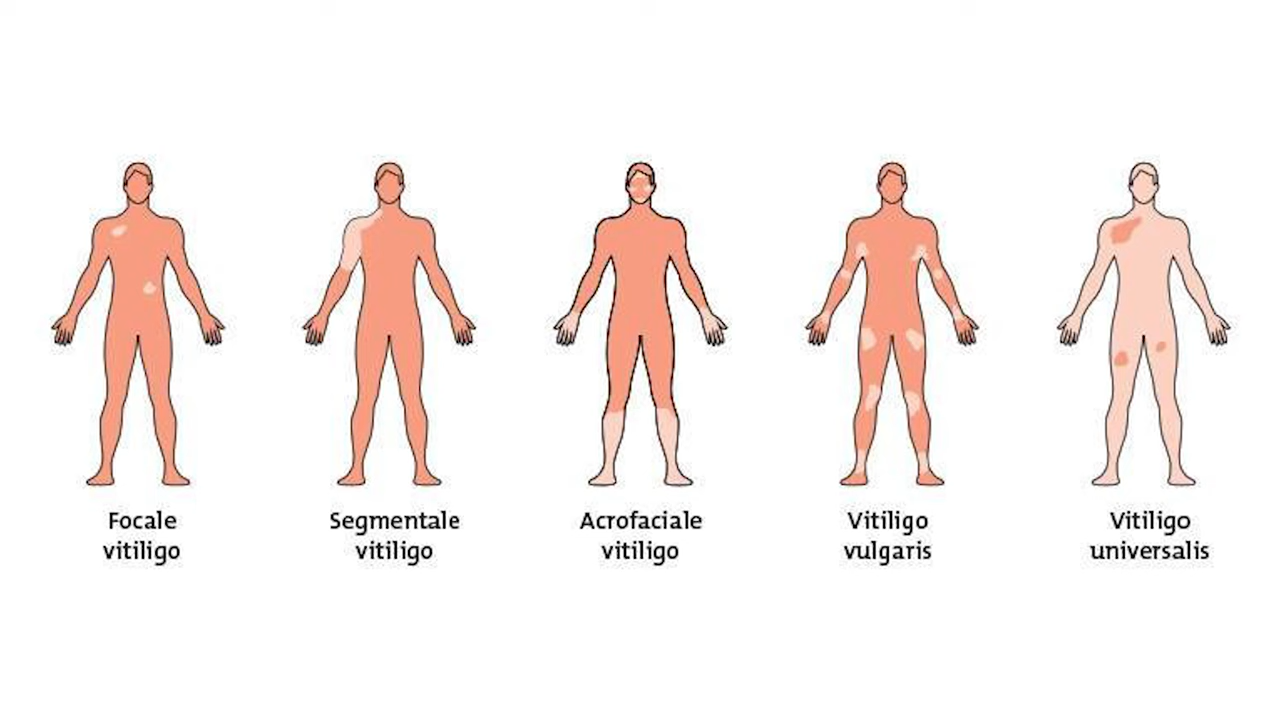 Focale
vitiligo
Segmentale
vitiligo
Acrofaciale
vitiligo
Vitiligo
vulgaris
Vitiligo
universalis